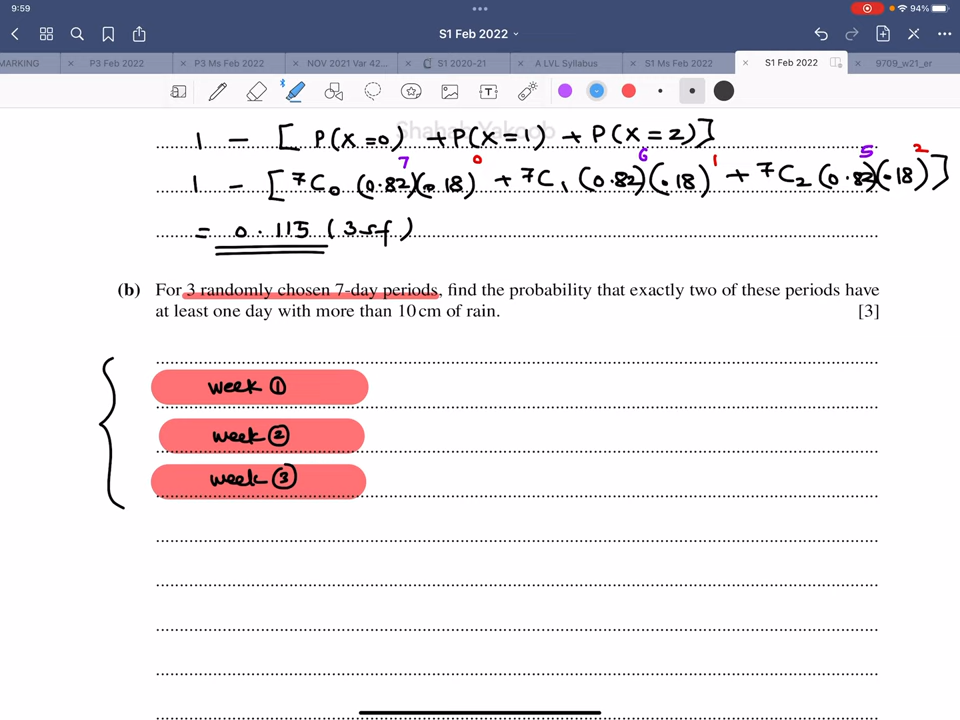 9:59
94%
S1 Feb 2022
MARKING
P3 Feb 2022
P3 Ms Feb 2022
NOV 2021 Var 42...
S1 2020-21
A LVL Syllabus
S1 Ms Feb 2022
S1 Feb 2022
9709_w21_er
1 - [ P(X=0) + P(X=1) + P(X=2)]
1 - [ ⁷C₀ (0.82)⁷(.18)⁰ + ⁷C₁ (0.82)⁶(.18)¹ + ⁷C₂ (0.82)⁵(.18)² ]
= 0.115 (3 sf)
(b) For 3 randomly chosen 7-day periods, find the probability that exactly two of these periods have
at least one day with more than 10 cm of rain. [3]
week ①
week ②
week ③